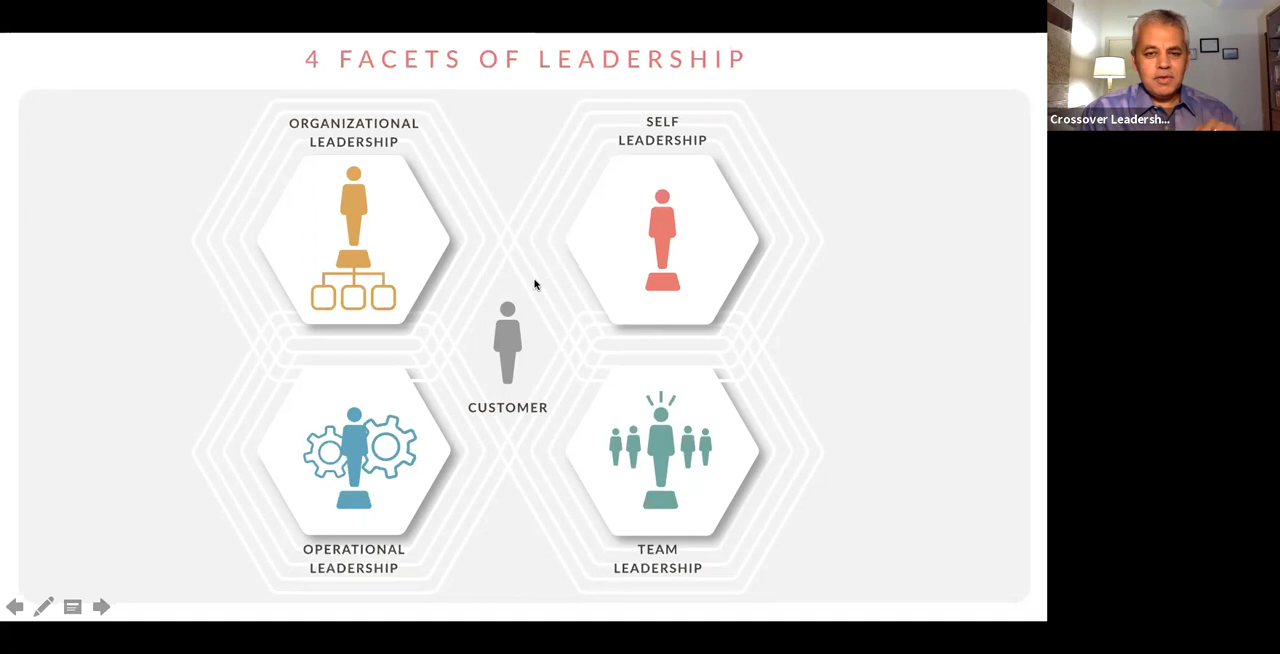 4 FACETS OF LEADERSHIP
ORGANIZATIONAL
LEADERSHIP
SELF
LEADERSHIP
CUSTOMER
OPERATIONAL
LEADERSHIP
TEAM
LEADERSHIP
Crossover Leadersh...